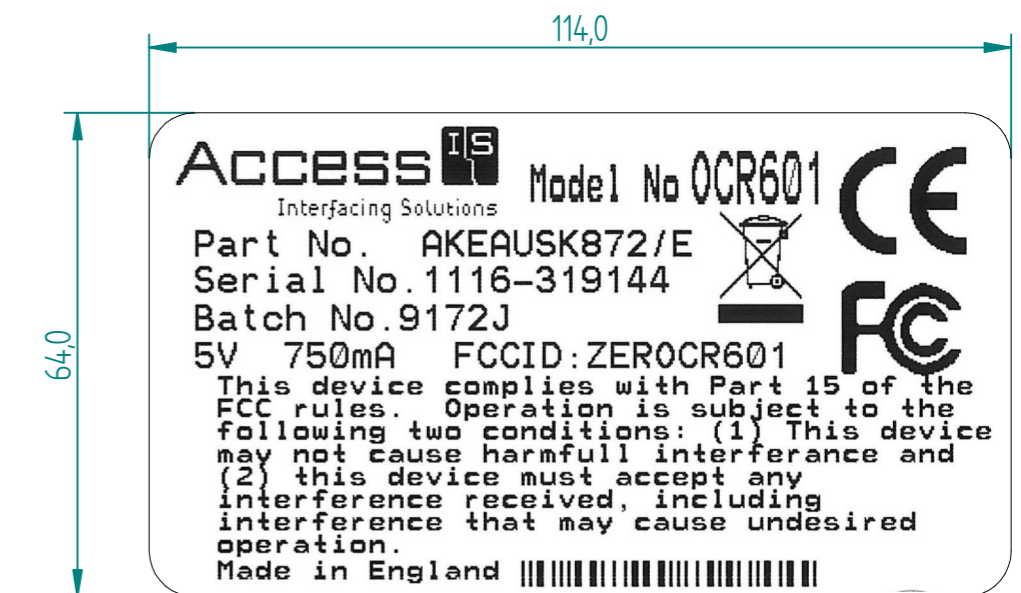 114,0
64,0
Access IS
Interfacing Solutions
Model No OCR601
CE
Part No. AKEAUSK872/E
Serial No.1116-319144
Batch No.9172J
FC
5V 750mA FCCID:ZEROCR601
This device complies with Part 15 of the
FCC rules. Operation is subject to the
following two conditions: (1) This device
may not cause harmfull interferance and
(2) this device must accept any
interference received, including
interference that may cause undesired
operation.
Made in England